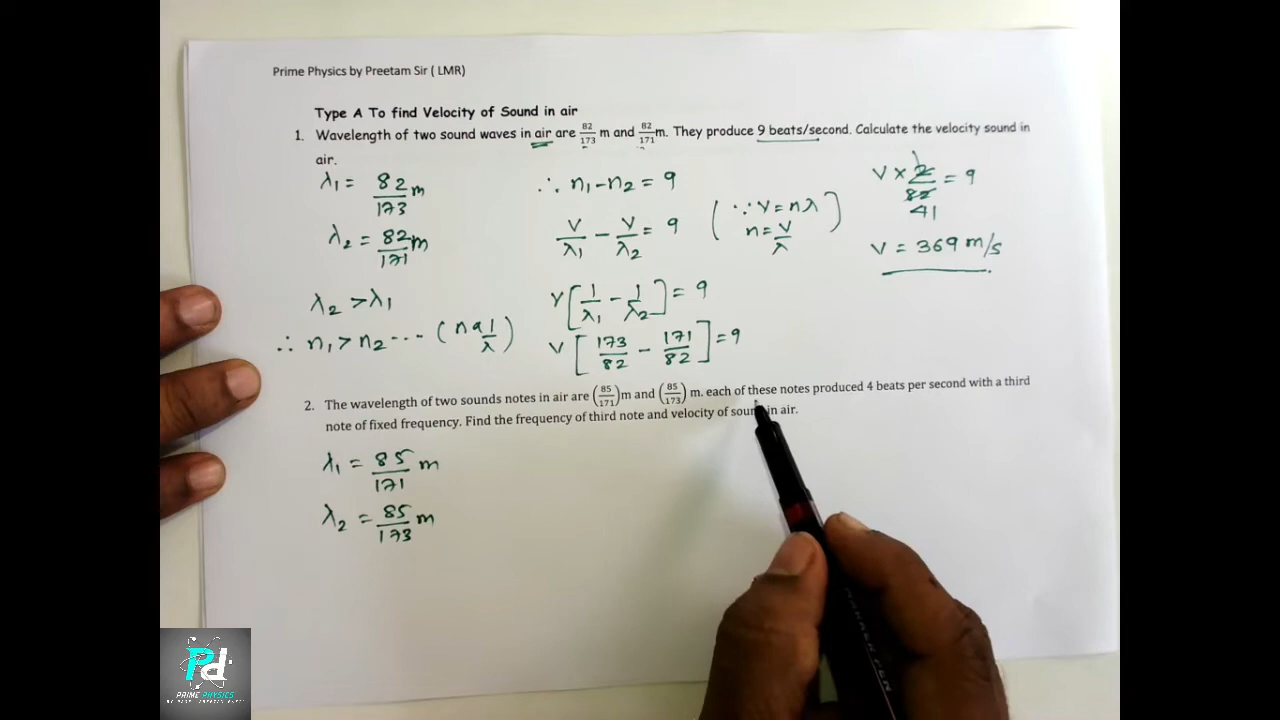 Prime Physics by Preetam Sir ( LMR)
Type A To find Velocity of Sound in air
1. Wavelength of two sound waves in air are 82/173 m and 82/171 m. They produce 9 beats/second. Calculate the velocity sound in
air.
λ1 = 82/173 m
λ2 = 82/171 m
λ2 > λ1
∴ n1 > n2 ... ( n α 1/λ )
∴ n1 - n2 = 9
V/λ1 - V/λ2 = 9
( ∵ V = nλ
n = V/λ )
V [ 1/λ1 - 1/λ2 ] = 9
V [ 173/82 - 171/82 ] = 9
V × 2/82 = 9
1
41
V = 369 m/s
2. The wavelength of two sounds notes in air are (85/171) m and (85/173) m. each of these notes produced 4 beats per second with a third
note of fixed frequency. Find the frequency of third note and velocity of sound in air.
λ1 = 85/171 m
λ2 = 85/173 m
PARKER PEN
Pd
PRIME PHYSICS